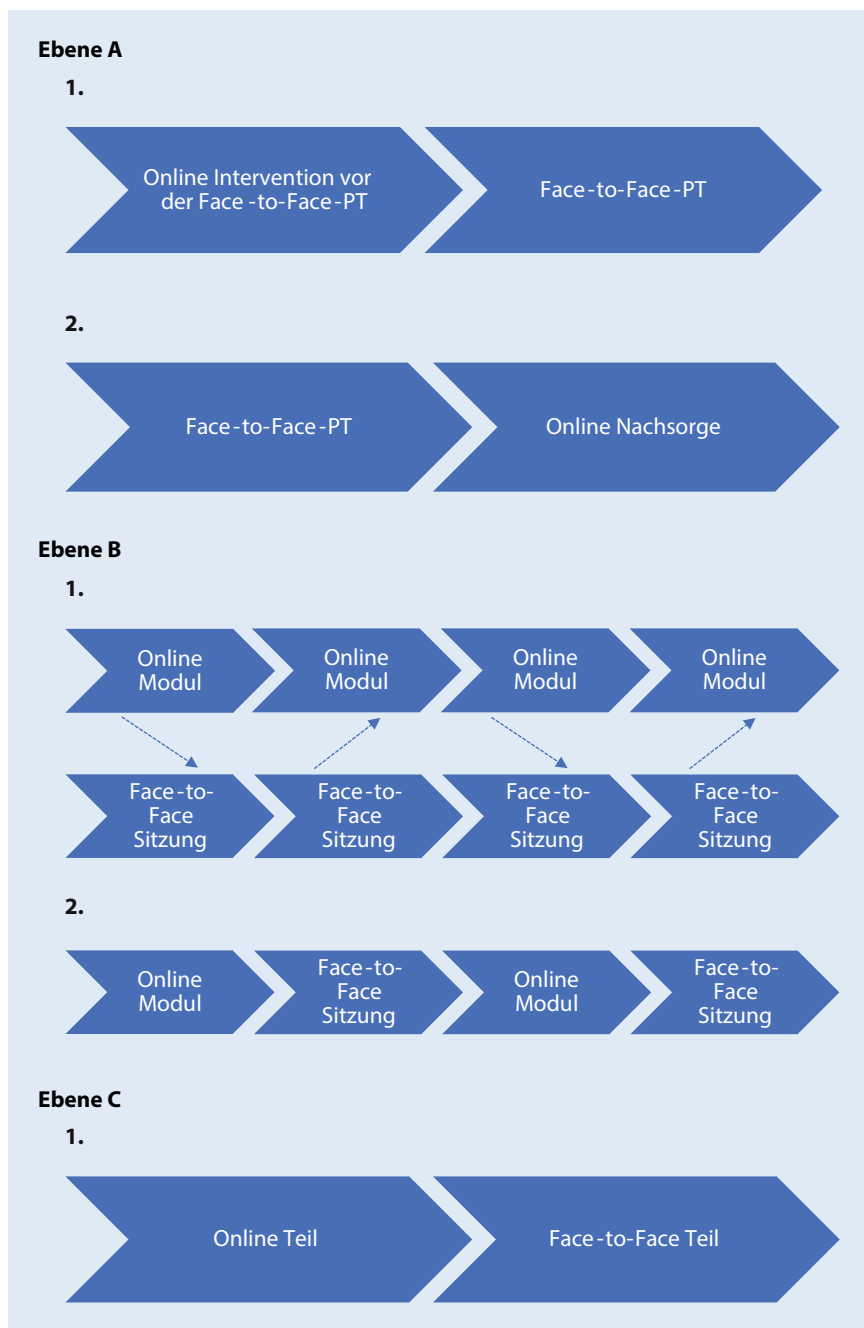 Ebene A
1.
Online Intervention vor
der Face-to-Face-PT
Face-to-Face-PT
2.
Face-to-Face-PT
Online Nachsorge
Ebene B
1.
Online
Modul
Online
Modul
Online
Modul
Online
Modul
Face-to-
Face
Sitzung
Face-to-
Face
Sitzung
Face-to-
Face
Sitzung
Face-to-
Face
Sitzung
2.
Online
Modul
Face-to-
Face
Sitzung
Online
Modul
Face-to-
Face
Sitzung
Ebene C
1.
Online Teil
Face-to-Face Teil